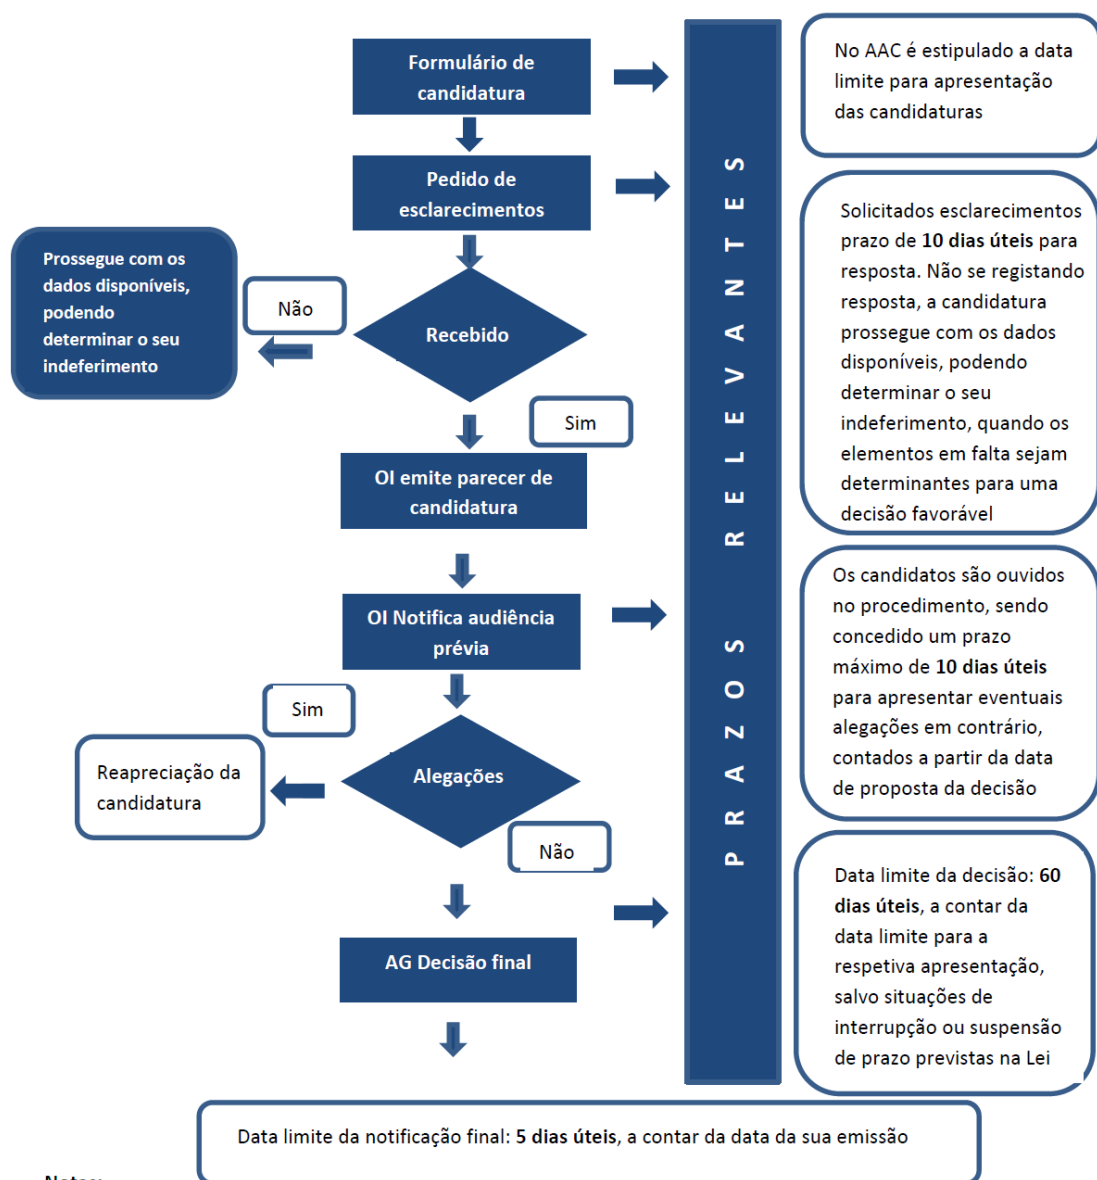 Formulário de
candidatura
No AAC é estipulado a data
limite para apresentação
das candidaturas
Pedido de
esclarecimentos
Solicitados esclarecimentos
prazo de 10 dias úteis para
resposta. Não se registando
resposta, a candidatura
prossegue com os dados
disponíveis, podendo
determinar o seu
indeferimento, quando os
elementos em falta sejam
determinantes para uma
decisão favorável
Prossegue com os
dados disponíveis,
podendo
determinar o seu
indeferimento
Não
Recebido
Sim
OI emite parecer de
candidatura
OI Notifica audiência
prévia
Os candidatos são ouvidos
no procedimento, sendo
concedido um prazo
máximo de 10 dias úteis
para apresentar eventuais
alegações em contrário,
contados a partir da data
de proposta da decisão
Sim
Reapreciação da
candidatura
Alegações
Não
AG Decisão final
Data limite da decisão: 60
dias úteis, a contar da
data limite para a
respetiva apresentação,
salvo situações de
interrupção ou suspensão
de prazo previstas na Lei
PRAZOS RELEVANTES
Data limite da notificação final: 5 dias úteis, a contar da data da sua emissão